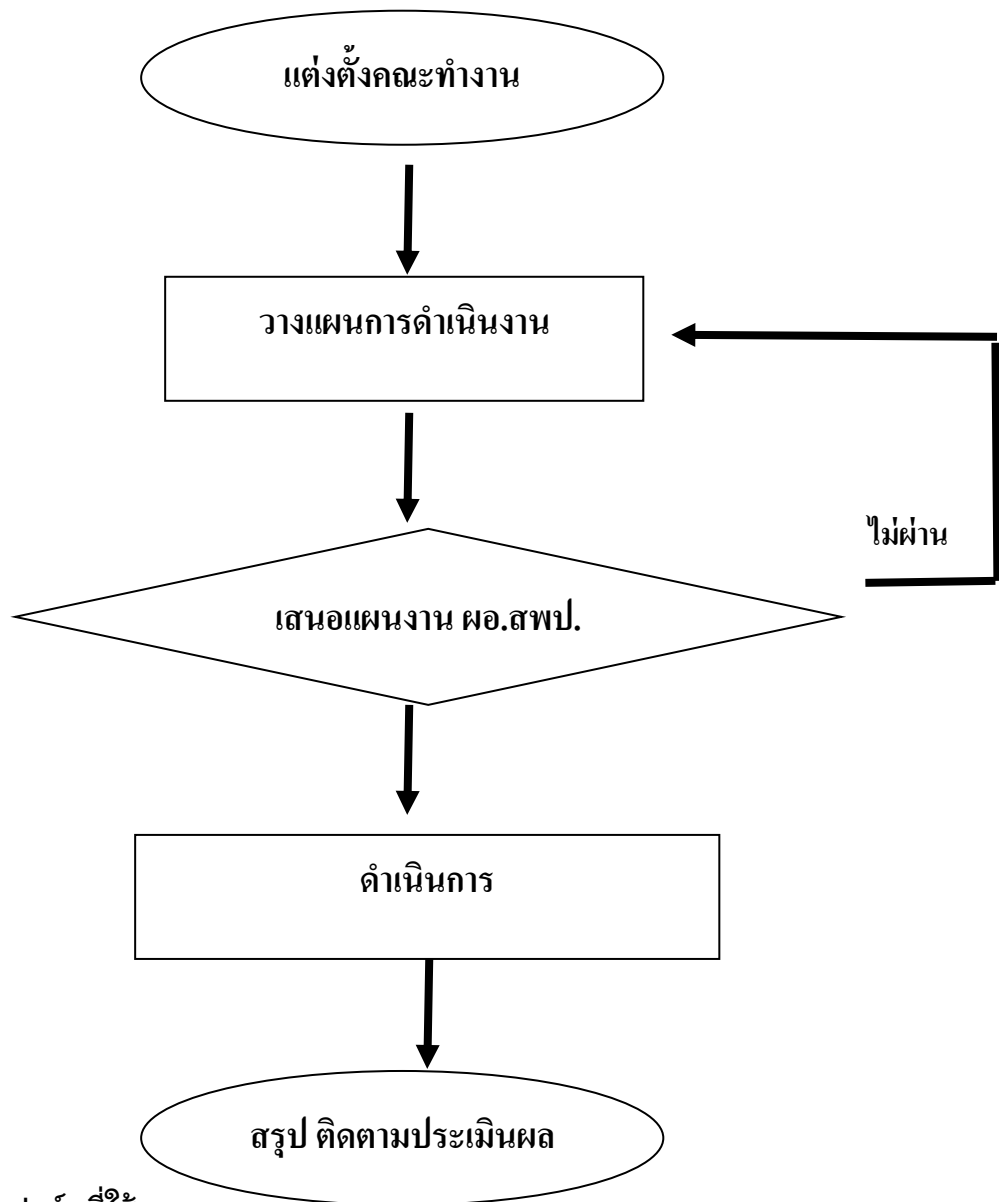 แต่งตั้งคณะทำงาน
วางแผนการดำเนินงาน
ไม่ผ่าน
เสนอแผนงาน ผอ.สพป.
ดำเนินการ
สรุป ติดตามประเมินผล
ที่ใช้